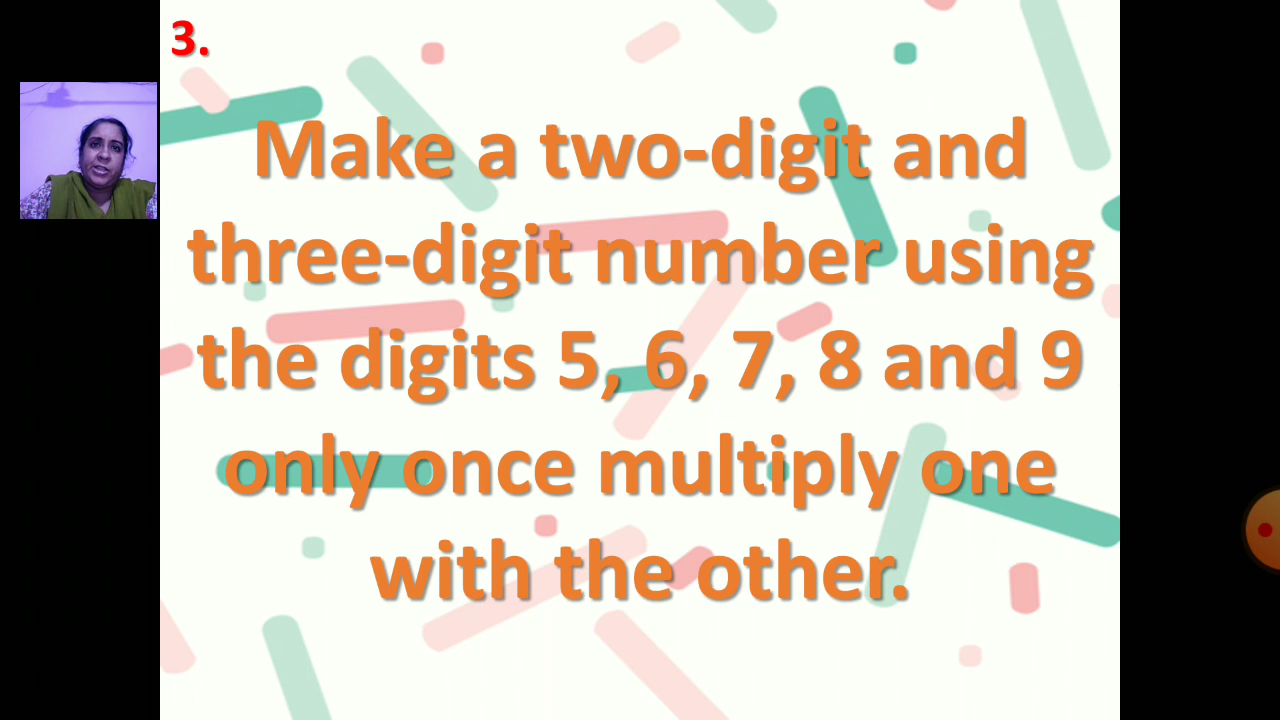 3.
Make a two-digit and
three-digit number using
the digits 5, 6, 7, 8 and 9
only once multiply one
with the other.